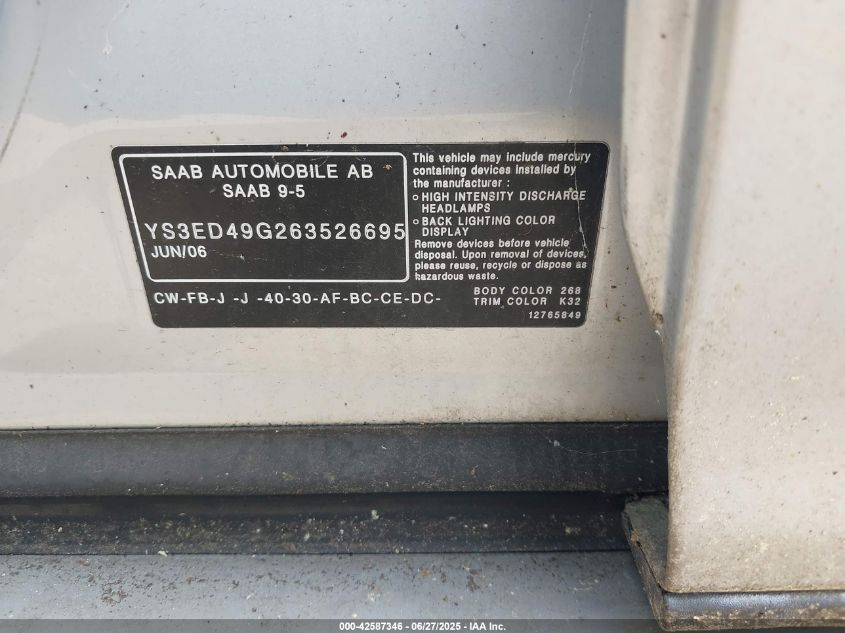 SAAB AUTOMOBILE AB
SAAB 9-5
YS3ED49G263526695
JUN/06
CW-FB-J -J -40-30-AF-BC-CE-DC-
This vehicle may include mercury
containing devices installed by
the manufacturer :
o HIGH INTENSITY DISCHARGE
HEADLAMPS
o BACK LIGHTING COLOR
DISPLAY
Remove devices before vehicle
disposal. Upon removal of devices,
please reuse, recycle or dispose as
hazardous waste.
BODY COLOR 268
TRIM COLOR K32
12765849
000-42587346 — 06/27/2025 — IAA Inc.